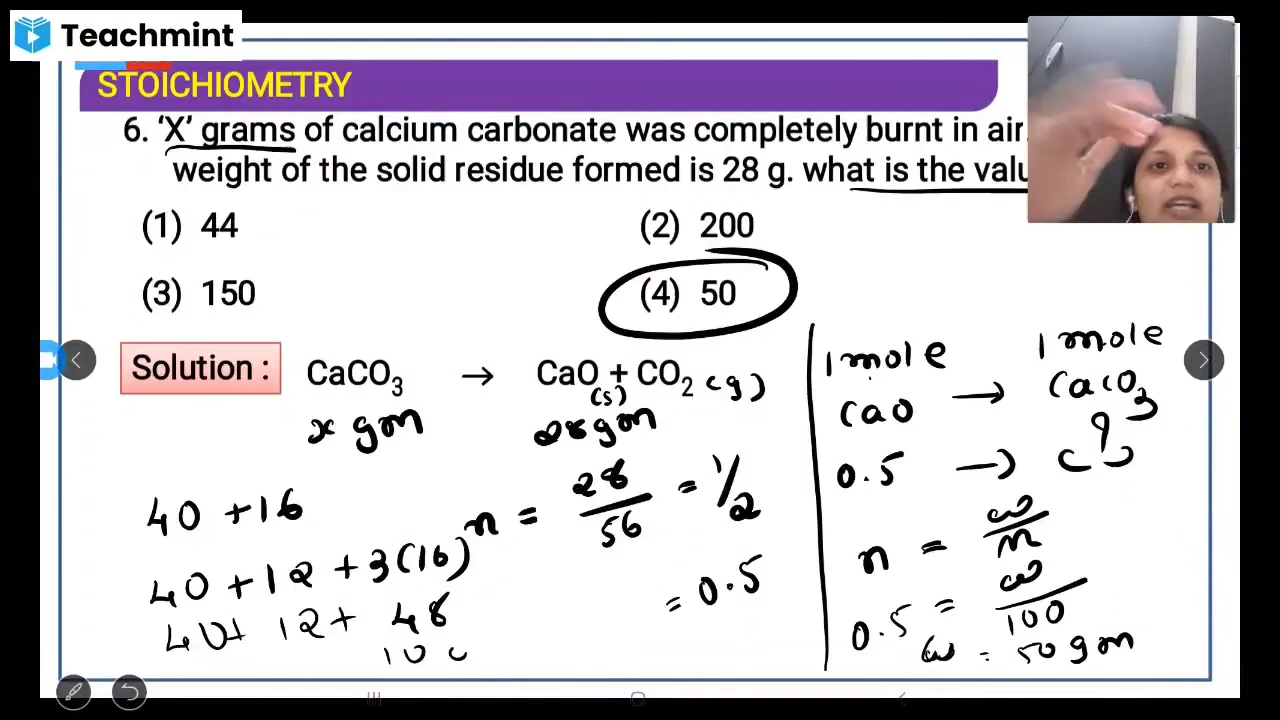 Teachmint
STOICHIOMETRY
6. ‘X’ grams of calcium carbonate was completely burnt in air.
weight of the solid residue formed is 28 g. what is the valu
(1) 44
(2) 200
(3) 150
(4) 50
Solution :
CaCO3 → CaO + CO2 (g)
(s)
x gm
28 gm
40 + 16
n = 28/56 = 1/2
= 0.5
40 + 12 + 3(16)
40+ 12 + 48
100
1 mole 1 mole
CaO → CaCO3
0.5 → ( ? )
n = w/m
0.5 = w/100
w = 50 gm